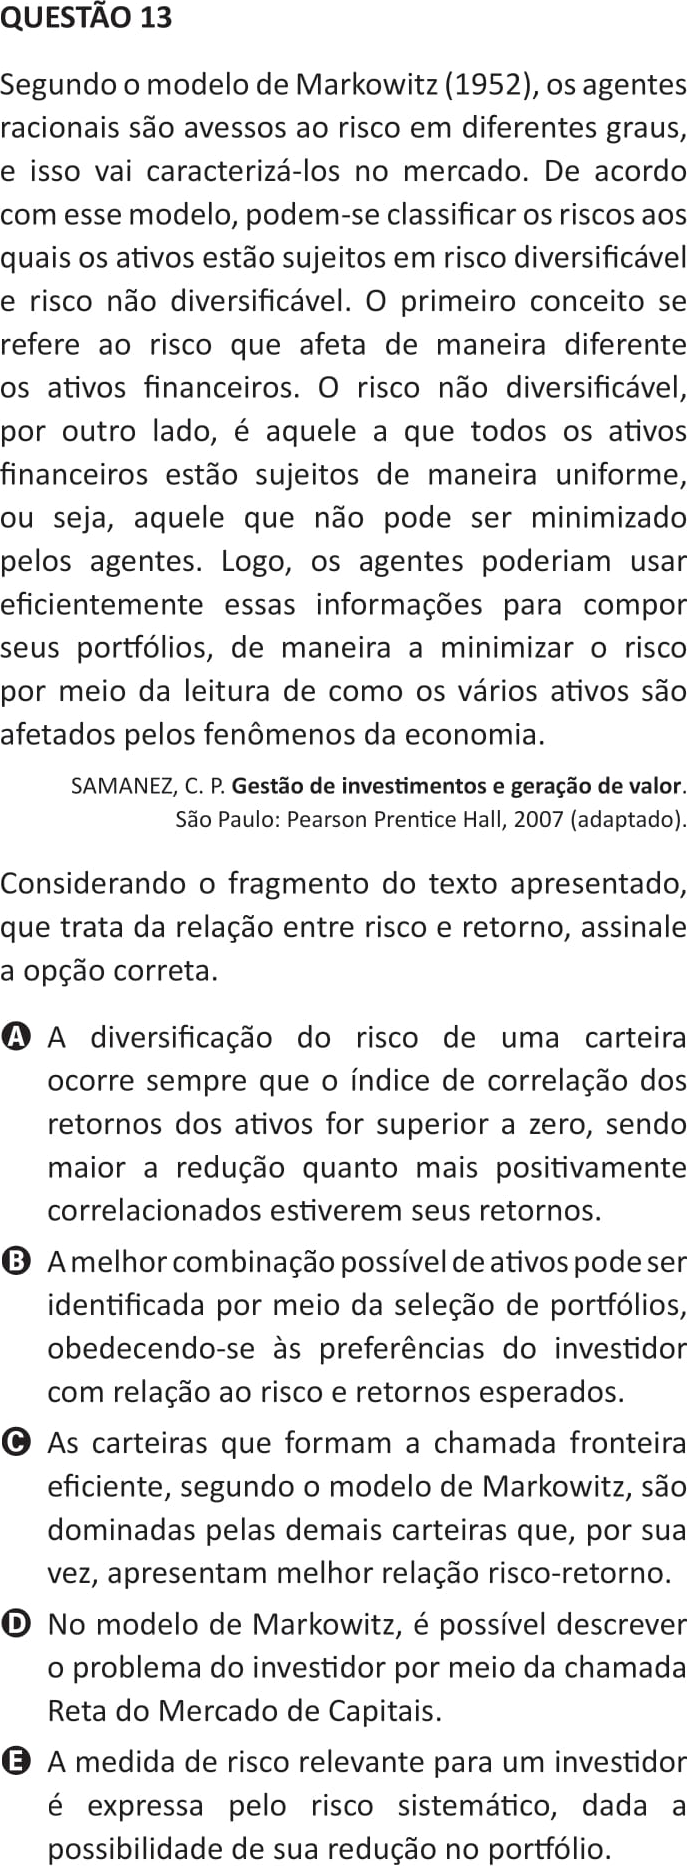 QUESTÃO 13
Segundo o modelo de Markowitz (1952), os agentes
racionais são avessos ao risco em diferentes graus,
e isso vai caracterizá-los no mercado. De acordo
com esse modelo, podem-se classificar os riscos aos
quais os ativos estão sujeitos em risco diversificável
e risco não diversificável. O primeiro conceito se
refere ao risco que afeta de maneira diferente
os ativos financeiros. O risco não diversificável,
por outro lado, é aquele a que todos os ativos
financeiros estão sujeitos de maneira uniforme,
ou seja, aquele que não pode ser minimizado
pelos agentes. Logo, os agentes poderiam usar
eficientemente essas informações para compor
seus portfólios, de maneira a minimizar o risco
por meio da leitura de como os vários ativos são
afetados pelos fenômenos da economia.
SAMANEZ, C. P. Gestão de investimentos e geração de valor.
São Paulo: Pearson Prentice Hall, 2007 (adaptado).
Considerando o fragmento do texto apresentado,
que trata da relação entre risco e retorno, assinale
a opção correta.
A A diversificação do risco de uma carteira
ocorre sempre que o índice de correlação dos
retornos dos ativos for superior a zero, sendo
maior a redução quanto mais positivamente
correlacionados estiverem seus retornos.
B A melhor combinação possível de ativos pode ser
identificada por meio da seleção de portfólios,
obedecendo-se às preferências do investidor
com relação ao risco e retornos esperados.
C As carteiras que formam a chamada fronteira
eficiente, segundo o modelo de Markowitz, são
dominadas pelas demais carteiras que, por sua
vez, apresentam melhor relação risco-retorno.
D No modelo de Markowitz, é possível descrever
o problema do investidor por meio da chamada
Reta do Mercado de Capitais.
E A medida de risco relevante para um investidor
é expressa pelo risco sistemático, dada a
possibilidade de sua redução no portfólio.